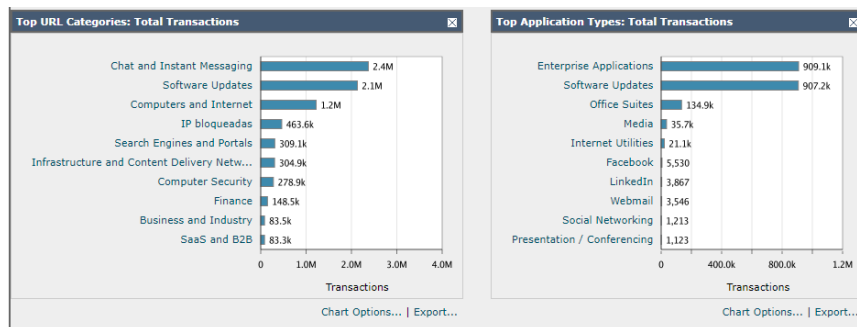 Top URL Categories: Total Transactions
Chat and Instant Messaging 2.4M
Software Updates 2.1M
Computers and Internet 1.2M
IP bloqueadas 463.6k
Search Engines and Portals 309.1k
Infrastructure and Content Delivery Netw... 304.9k
Computer Security 278.9k
Finance 148.5k
Business and Industry 83.5k
SaaS and B2B 83.3k
0 1.0M 2.0M 3.0M 4.0M
Transactions
Chart Options... | Export...
Top Application Types: Total Transactions
Enterprise Applications 909.1k
Software Updates 907.2k
Office Suites 134.9k
Media 35.7k
Internet Utilities 21.1k
Facebook 5,530
LinkedIn 3,867
Webmail 3,546
Social Networking 1,213
Presentation / Conferencing 1,123
0 400.0k 800.0k 1.2M
Transactions
Chart Options... | Export...